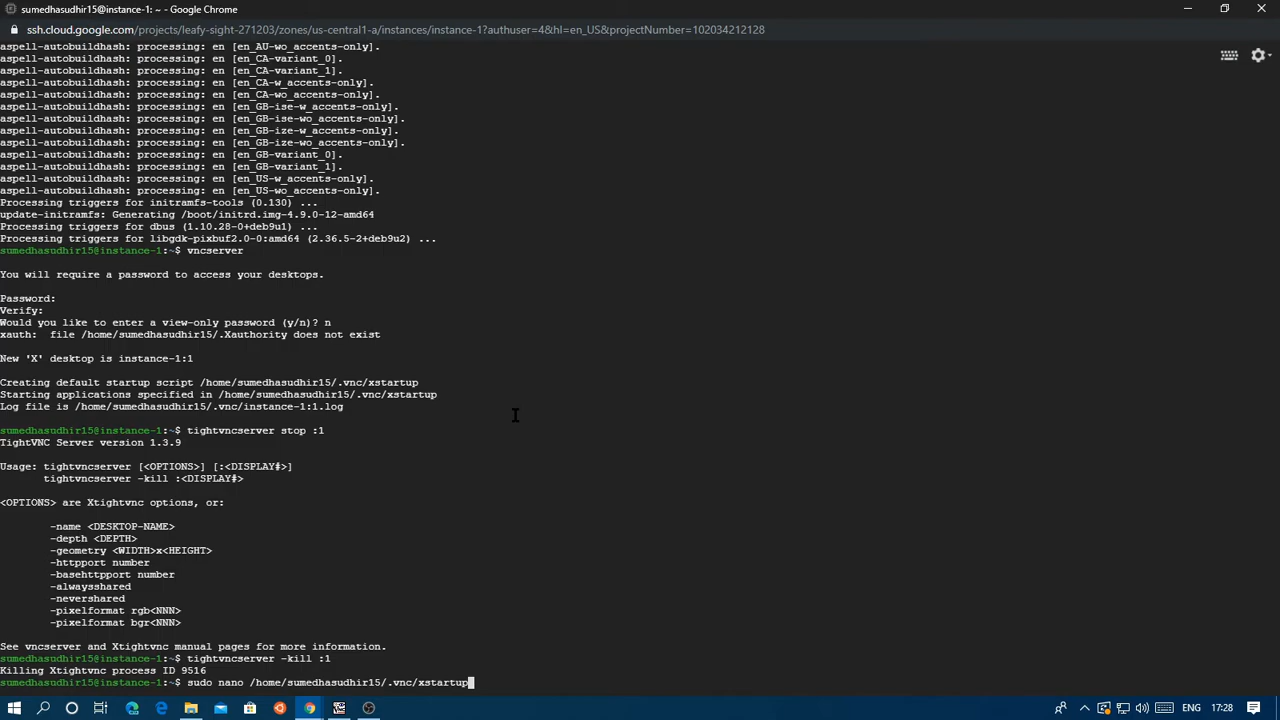 sumedhasudhir15@instance-1: ~ - Google Chrome
ssh.cloud.google.com/projects/leafy-sight-271203/zones/us-central1-a/instances/instance-1?authuser=4&hl=en_US&projectNumber=102034212128
aspell-autobuildhash: processing: en [en_AU-wo_accents-only].
aspell-autobuildhash: processing: en [en_CA-variant_0].
aspell-autobuildhash: processing: en [en_CA-variant_1].
aspell-autobuildhash: processing: en [en_CA-w_accents-only].
aspell-autobuildhash: processing: en [en_CA-wo_accents-only].
aspell-autobuildhash: processing: en [en_GB-ise-w_accents-only].
aspell-autobuildhash: processing: en [en_GB-ise-wo_accents-only].
aspell-autobuildhash: processing: en [en_GB-ize-w_accents-only].
aspell-autobuildhash: processing: en [en_GB-ize-wo_accents-only].
aspell-autobuildhash: processing: en [en_GB-variant_0].
aspell-autobuildhash: processing: en [en_GB-variant_1].
aspell-autobuildhash: processing: en [en_US-w_accents-only].
aspell-autobuildhash: processing: en [en_US-wo_accents-only].
Processing triggers for initramfs-tools (0.130) ...
update-initramfs: Generating /boot/initrd.img-4.9.0-12-amd64
Processing triggers for dbus (1.10.28-0+deb9u1) ...
Processing triggers for libgdk-pixbuf2.0-0:amd64 (2.36.5-2+deb9u2) ...
sumedhasudhir15@instance-1:~$ vncserver
You will require a password to access your desktops.
Password:
Verify:
Would you like to enter a view-only password (y/n)? n
xauth:  file /home/sumedhasudhir15/.Xauthority does not exist
New 'X' desktop is instance-1:1
Creating default startup script /home/sumedhasudhir15/.vnc/xstartup
Starting applications specified in /home/sumedhasudhir15/.vnc/xstartup
Log file is /home/sumedhasudhir15/.vnc/instance-1:1.log
sumedhasudhir15@instance-1:~$ tightvncserver stop :1
TightVNC Server version 1.3.9
Usage: tightvncserver [<OPTIONS>] [:<DISPLAY#>]
tightvncserver -kill :<DISPLAY#>
<OPTIONS> are Xtightvnc options, or:
-name <DESKTOP-NAME>
-depth <DEPTH>
-geometry <WIDTH>x<HEIGHT>
-httpport number
-basehttpport number
-alwaysshared
-nevershared
-pixelformat rgb<NNN>
-pixelformat bgr<NNN>
See vncserver and Xtightvnc manual pages for more information.
sumedhasudhir15@instance-1:~$ tightvncserver -kill :1
Killing Xtightvnc process ID 9516
sumedhasudhir15@instance-1:~$ sudo nano /home/sumedhasudhir15/.vnc/xstartup
ENG 17:28